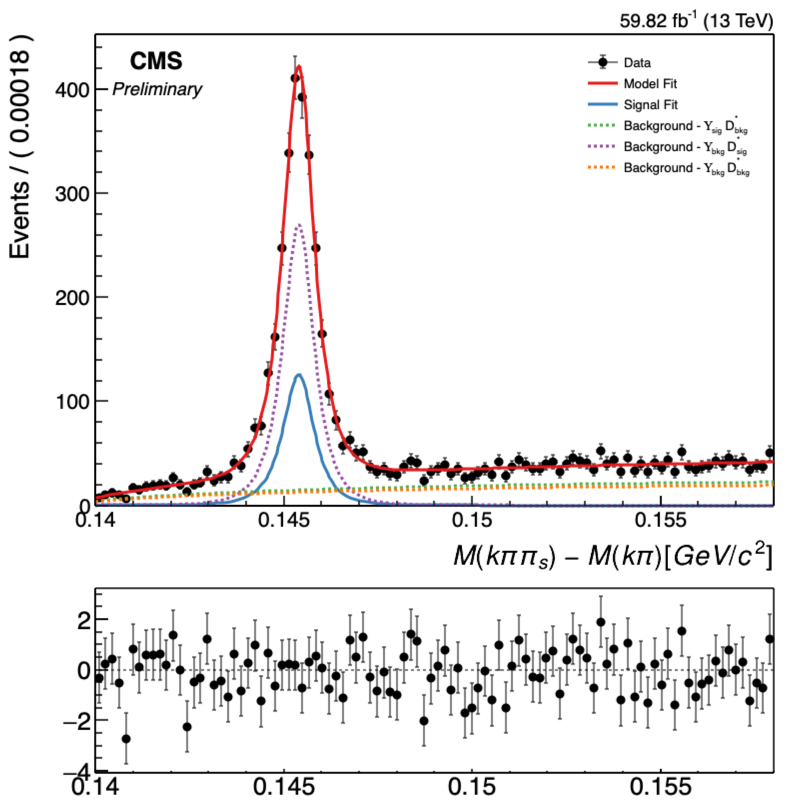 59.82 fb⁻¹ (13 TeV)
CMS
Preliminary
Data
Model Fit
Signal Fit
Background - ϒsig D*bkg
Background - ϒbkg D*sig
Background - ϒbkg D*bkg
Events / ( 0.00018 )
400
300
200
100
0
0.14 0.145 0.15 0.155
M(kππs) − M(kπ)[GeV/c²]
2
0
−2
−4
0.14 0.145 0.15 0.155